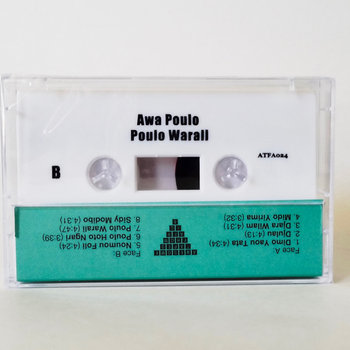 Awa Poulo
Poulo Warali
ATFA024
B
Face A:
1. Dimo Yaou Tata (4:34)
2. Djulau (4:13)
3. Djara Wilam (4:31)
4. Mido Yirima (3:32)
Face B:
5. Noumou Foli (4:24)
6. Poulo Hoto Ngari (3:39)
7. Poulo Warali (4:47)
8. Sidy Modibo (4:31)